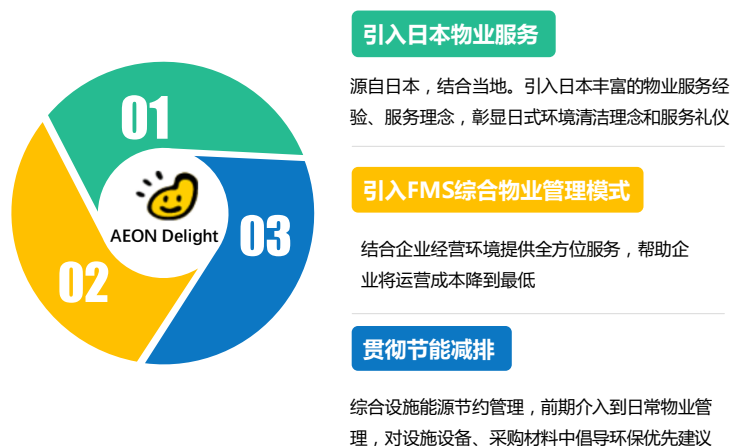 01
02
03
AEON Delight
引入日本物业服务
源自日本，结合当地。引入日本丰富的物业服务经
验、服务理念，彰显日式环境清洁理念和服务礼仪
引入FMS综合物业管理模式
结合企业经营环境提供全方位服务，帮助企
业将运营成本降到最低
贯彻节能减排
综合设施能源节约管理，前期介入到日常物业管
理，对设施设备、采购材料中倡导环保优先建议